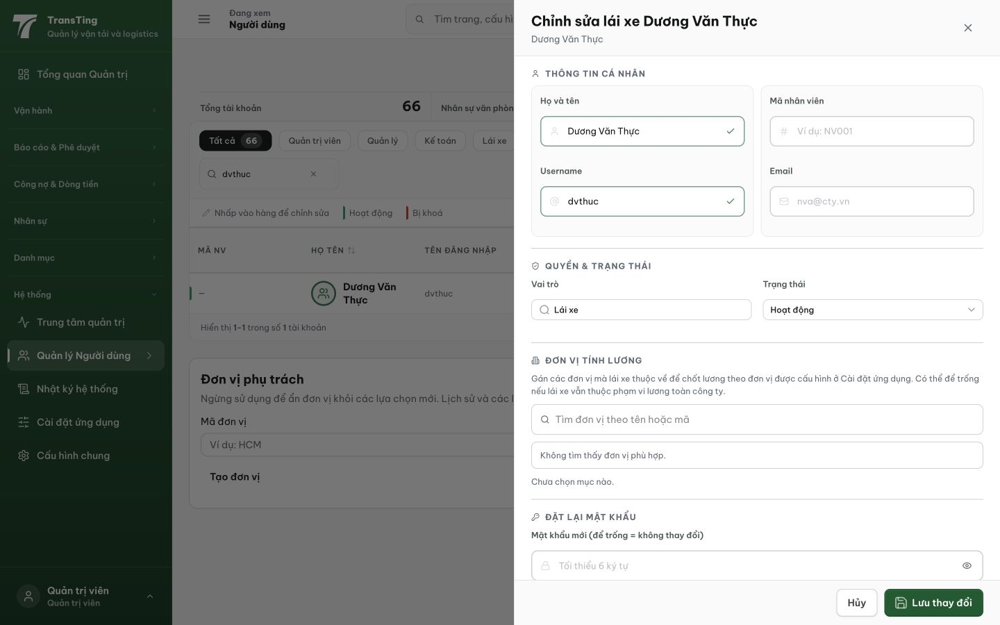 TransTing
Quản lý vận tải và logistics
Tổng quan Quản trị
Vận hành
Báo cáo & Phê duyệt
Công nợ & Dòng tiền
Nhân sự
Danh mục
Hệ thống
Trung tâm quản trị
Quản lý Người dùng
Nhật ký hệ thống
Cài đặt ứng dụng
Cấu hình chung
Quản trị viên
Quản trị viên
Đang xem
Người dùng
Tìm trang, cấu hì
Tổng tài khoản
66
Nhân sự văn phòn
Tất cả 66
Quản trị viên
Quản lý
Kế toán
Lái xe
dvthuc
Nhấp vào hàng để chỉnh sửa
Hoạt động
Bị khoá
MÃ NV
HỌ TÊN
TÊN ĐĂNG NHẬP
—
Dương Văn
Thực
dvthuc
Hiển thị 1-1 trong số 1 tài khoản
Đơn vị phụ trách
Ngừng sử dụng để ẩn đơn vị khỏi các lựa chọn mới. Lịch sử và các l
Mã đơn vị
Ví dụ: HCM
Tạo đơn vị
Chỉnh sửa lái xe Dương Văn Thực
Dương Văn Thực
THÔNG TIN CÁ NHÂN
Họ và tên
Dương Văn Thực
Mã nhân viên
Ví dụ: NV001
Username
dvthuc
Email
nva@cty.vn
QUYỀN & TRẠNG THÁI
Vai trò
Lái xe
Trạng thái
Hoạt động
ĐƠN VỊ TÍNH LƯƠNG
Gán các đơn vị mà lái xe thuộc về để chốt lương theo đơn vị được cấu hình ở Cài đặt ứng dụng. Có thể để trống
nếu lái xe vẫn thuộc phạm vi lương toàn công ty.
Tìm đơn vị theo tên hoặc mã
Không tìm thấy đơn vị phù hợp.
Chưa chọn mục nào.
ĐẶT LẠI MẬT KHẨU
Mật khẩu mới (để trống = không thay đổi)
Tối thiểu 6 ký tự
Hủy
Lưu thay đổi